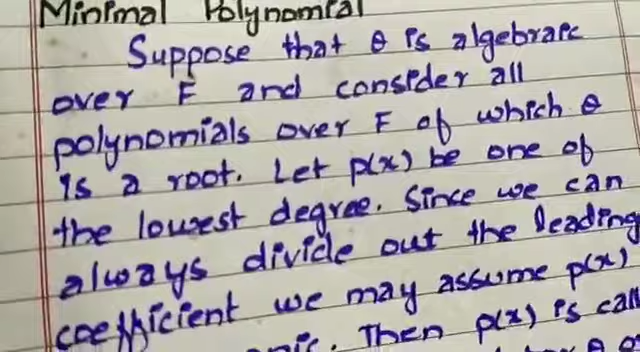 Minimal Polynomial
Suppose that θ is algebraic
over F and consider all
polynomials over F of which θ
is a root. Let p(x) be one of
the lowest degree. Since we can
always divide out the leading
coefficient we may assume p(x)
Then p(x) is call